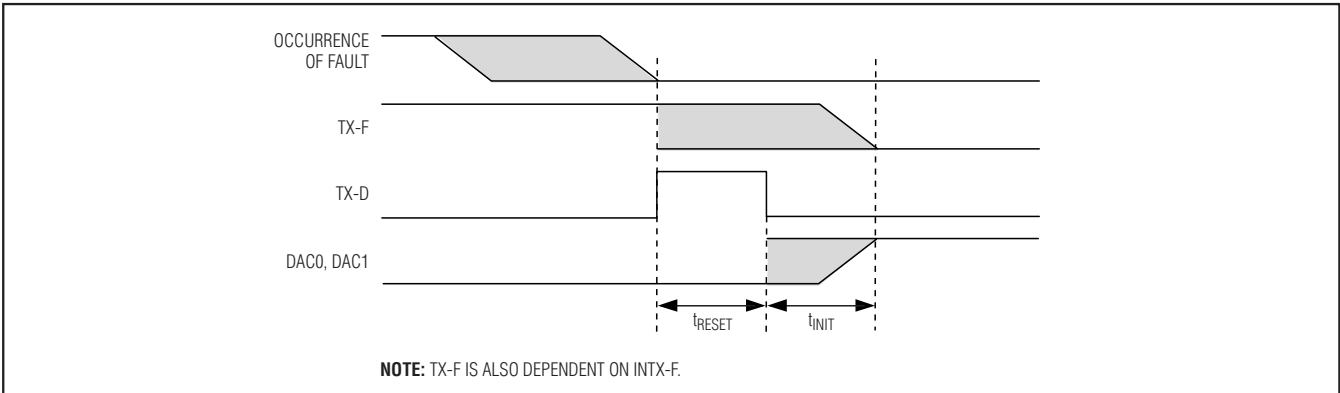 OCCURRENCE
OF FAULT
TX-F
TX-D
DAC0, DAC1
tRESET
tINIT
NOTE: TX-F IS ALSO DEPENDENT ON INTX-F.